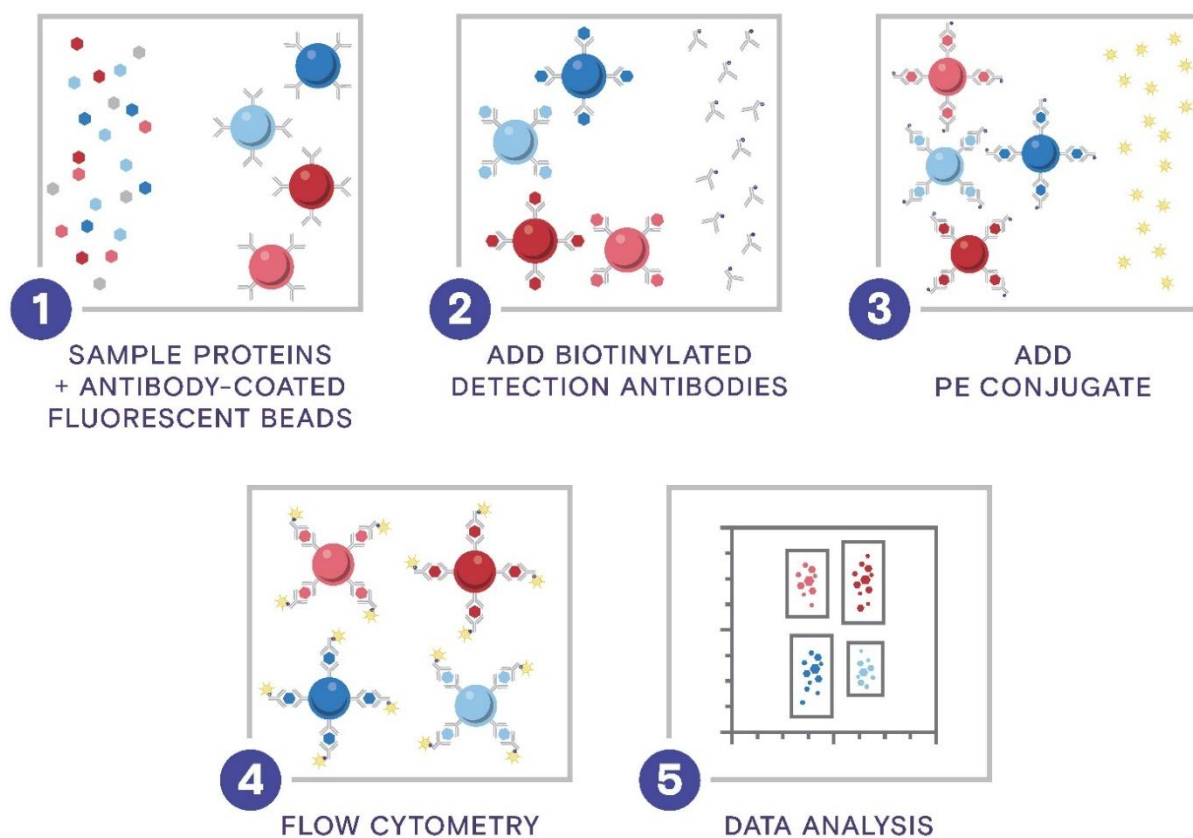 1
SAMPLE PROTEINS
+ ANTIBODY-COATED
FLUORESCENT BEADS
2
ADD BIOTINYLATED
DETECTION ANTIBODIES
3
ADD
PE CONJUGATE
4
FLOW CYTOMETRY
5
DATA ANALYSIS